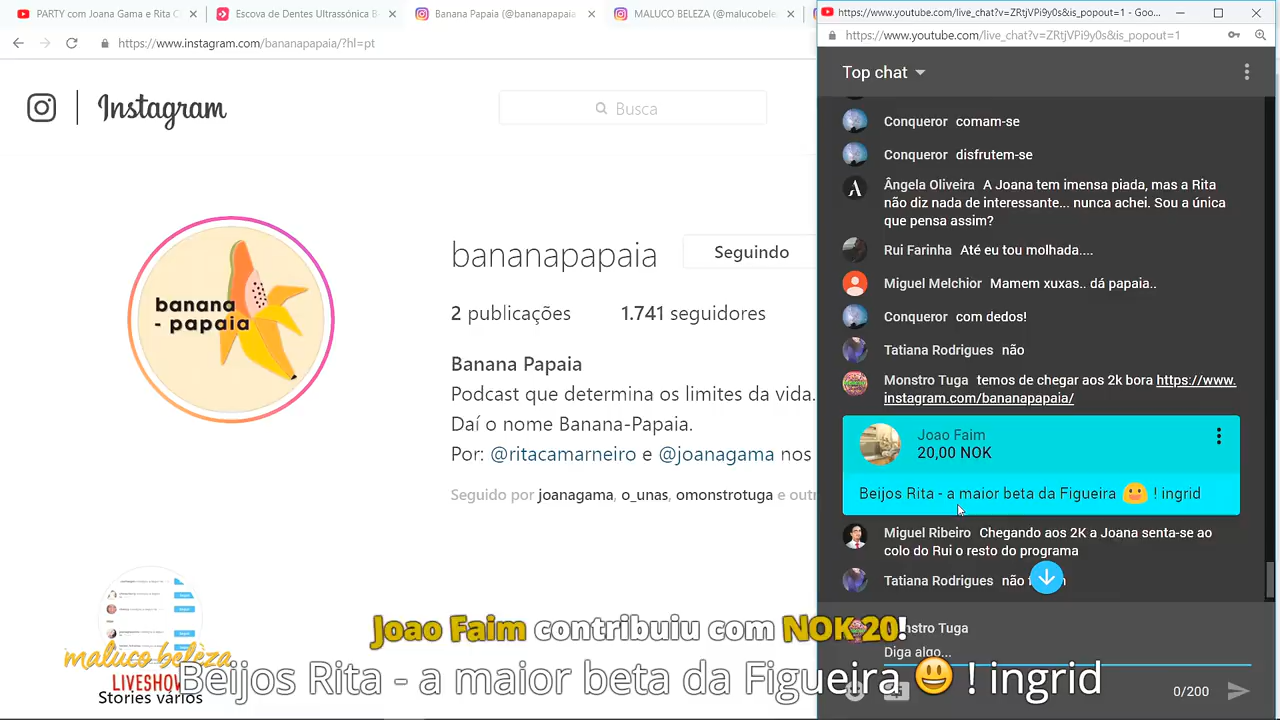 PARTY com Joana Gama e Rita C
Escova de Dentes Ultrassónica B
Banana Papaia (@bananapapaia
MALUCO BELEZA (@malucobele
https://www.youtube.com/live_chat?v=ZRtjVPi9y0s&is_popout=1 - Goo...
https://www.instagram.com/bananapapaia/?hl=pt
https://www.youtube.com/live_chat?v=ZRtjVPi9y0s&is_popout=1
Instagram
Busca
banana
- papaia
bananapapaia
Seguindo
2 publicações
1.741 seguidores
Banana Papaia
Podcast que determina os limites da vida.
Daí o nome Banana-Papaia.
Por: @ritacamarneiro e @joanagama nos
Seguido por joanagama, o_unas, omonstrotuga e outr
Top chat
Conqueror comam-se
Conqueror disfrutem-se
Ângela Oliveira A Joana tem imensa piada, mas a Rita
não diz nada de interessante... nunca achei. Sou a única
que pensa assim?
Rui Farinha Até eu tou molhada....
Miguel Melchior Mamem xuxas.. dá papaia..
Conqueror com dedos!
Tatiana Rodrigues não
Monstro Tuga temos de chegar aos 2k bora https://www.
instagram.com/bananapapaia/
Joao Faim
20,00 NOK
Beijos Rita - a maior beta da Figueira 😃 ! ingrid
Miguel Ribeiro Chegando aos 2K a Joana senta-se ao
colo do Rui o resto do programa
Tatiana Rodrigues não
Tuga
Diga algo...
0/200
Joao Faim contribuiu com NOK 20!
Beijos Rita - a maior beta da Figueira 😃 ! ingrid
maluco beleza
LIVESHOW
Stories vários